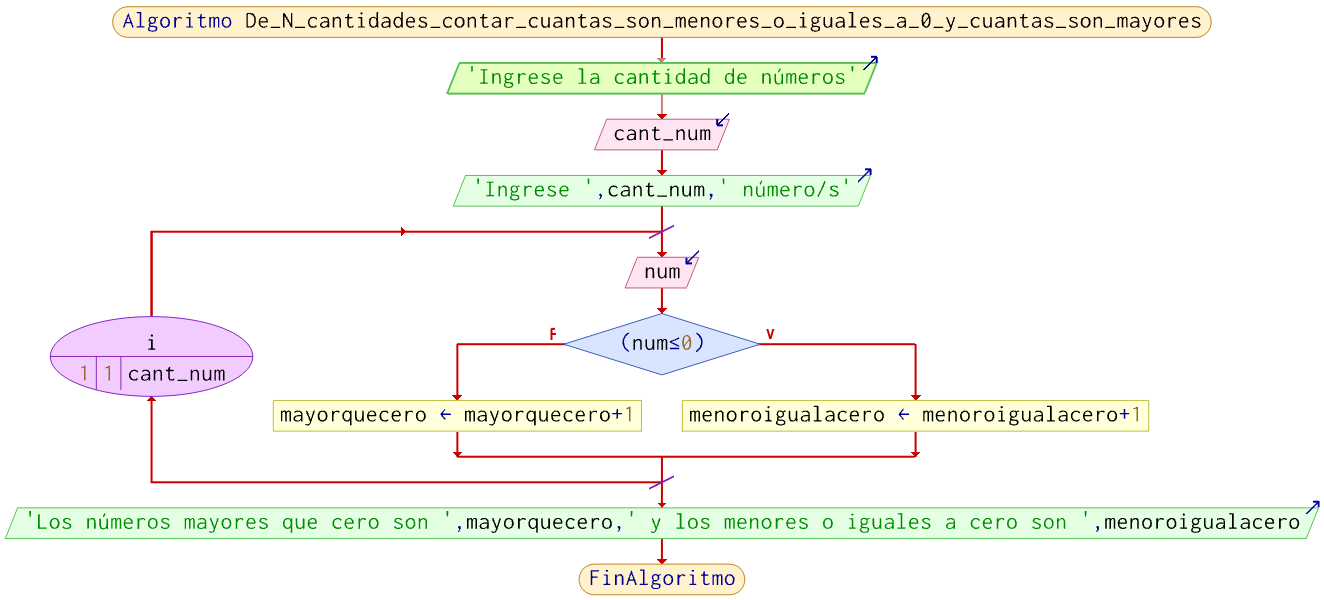 Algoritmo De_N_cantidades_contar_cuantas_son_menores_o_iguales_a_0_y_cuantas_son_mayores
'Ingrese la cantidad de números'
cant_num
'Ingrese ',cant_num,' número/s'
num
F
(num≤0)
V
i
1 1 cant_num
mayorquecero ← mayorquecero+1
menoroigualacero ← menoroigualacero+1
'Los números mayores que cero son ',mayorquecero,' y los menores o iguales a cero son ',menoroigualacero
FinAlgoritmo